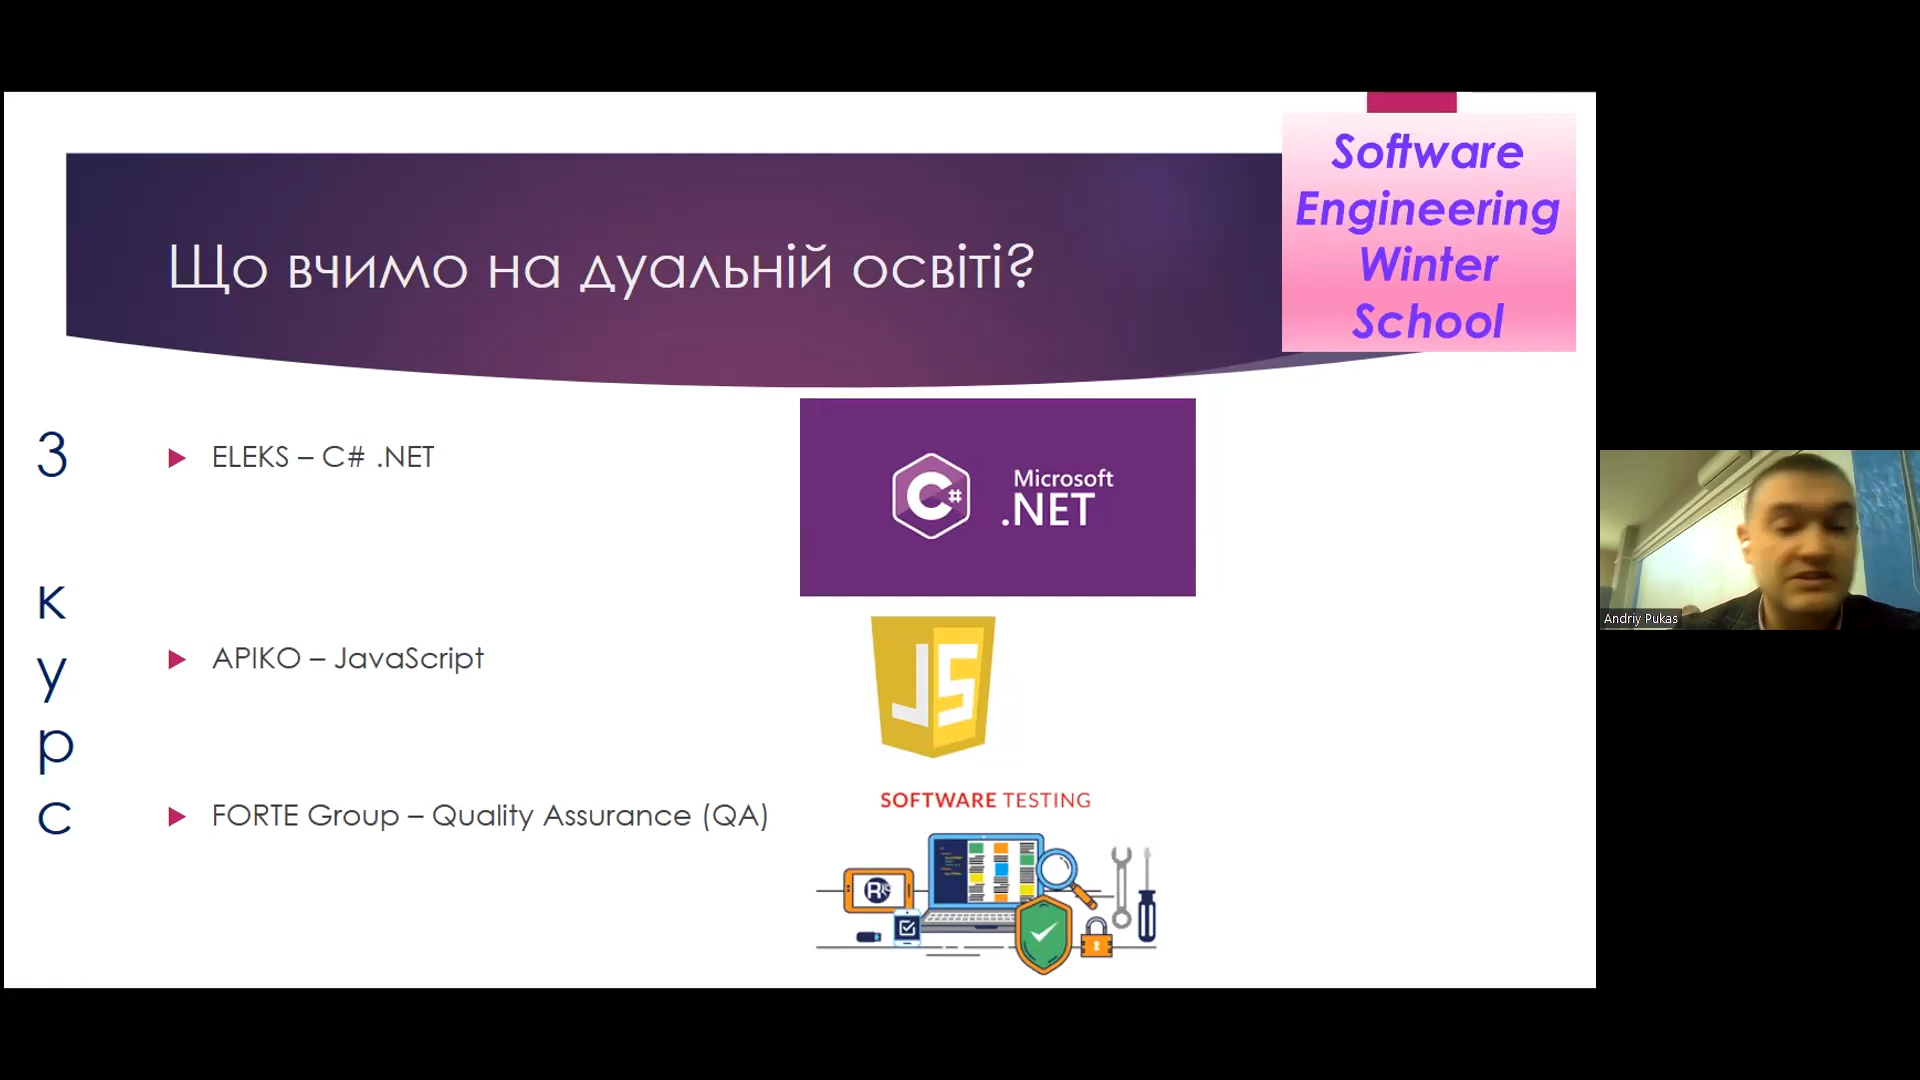 Що вчимо на дуальній освіті?
Software
Engineering
Winter
School
3
к
у
р
с
ELEKS – C# .NET
Microsoft
.NET
C#
APIKO – JavaScript
JS
FORTE Group – Quality Assurance (QA)
SOFTWARE TESTING
Andriy Pukas